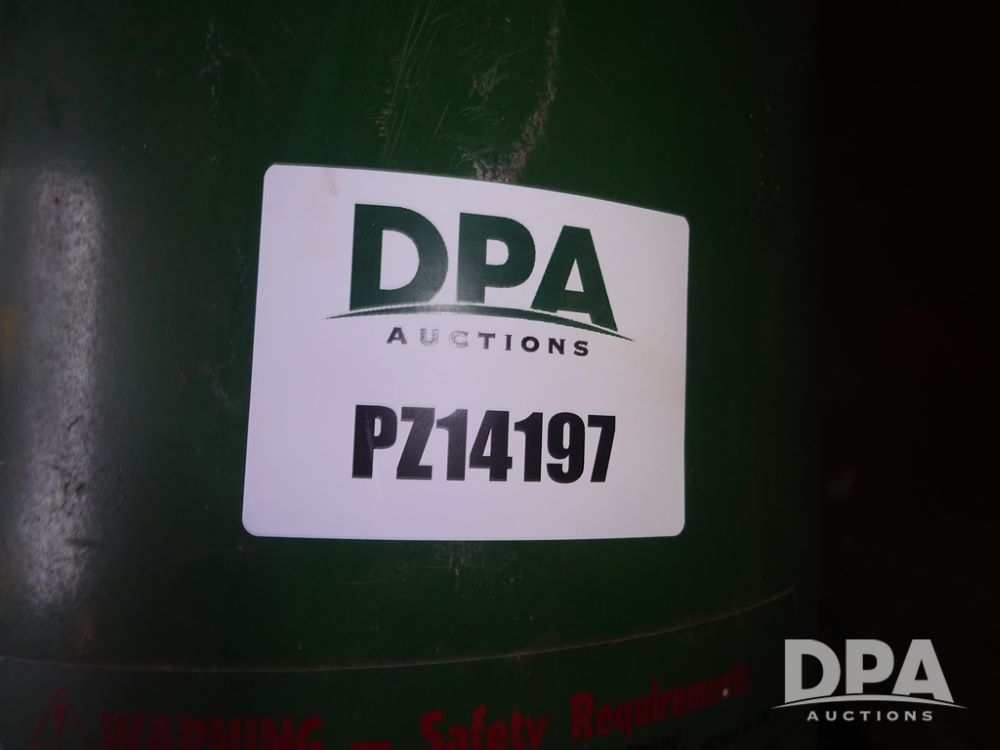 DPA
AUCTIONS
PZ14197
WARNING – Safety Requirements
DPA
AUCTIONS